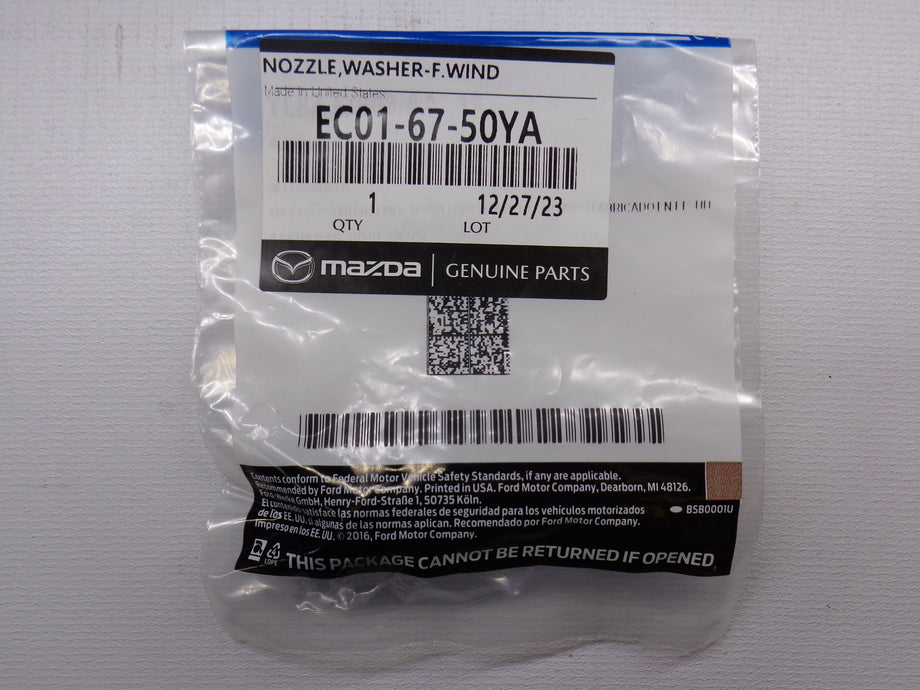 NOZZLE,WASHER-F.WIND
Made In United States
EC01-67-50YA
1 12/27/23
QTY LOT
FABRICADO EN EE. UU
mazda GENUINE PARTS
Contents conform to Federal Motor Vehicle Safety Standards, if any are applicable.
Recommended by Ford Motor Company. Printed in USA. Ford Motor Company, Dearborn, MI 48126.
Ford-Werke GmbH, Henry-Ford-Straße 1, 50735 Köln.
El contenido satisface las normas federales de seguridad para los vehículos motorizados
de los EE. UU. si algunas de las normas aplican. Recomendado por Ford Motor Company.
Impreso en los EE. UU. © 2016, Ford Motor Company.
BSB0001U
LDPE
THIS PACKAGE CANNOT BE RETURNED IF OPENED